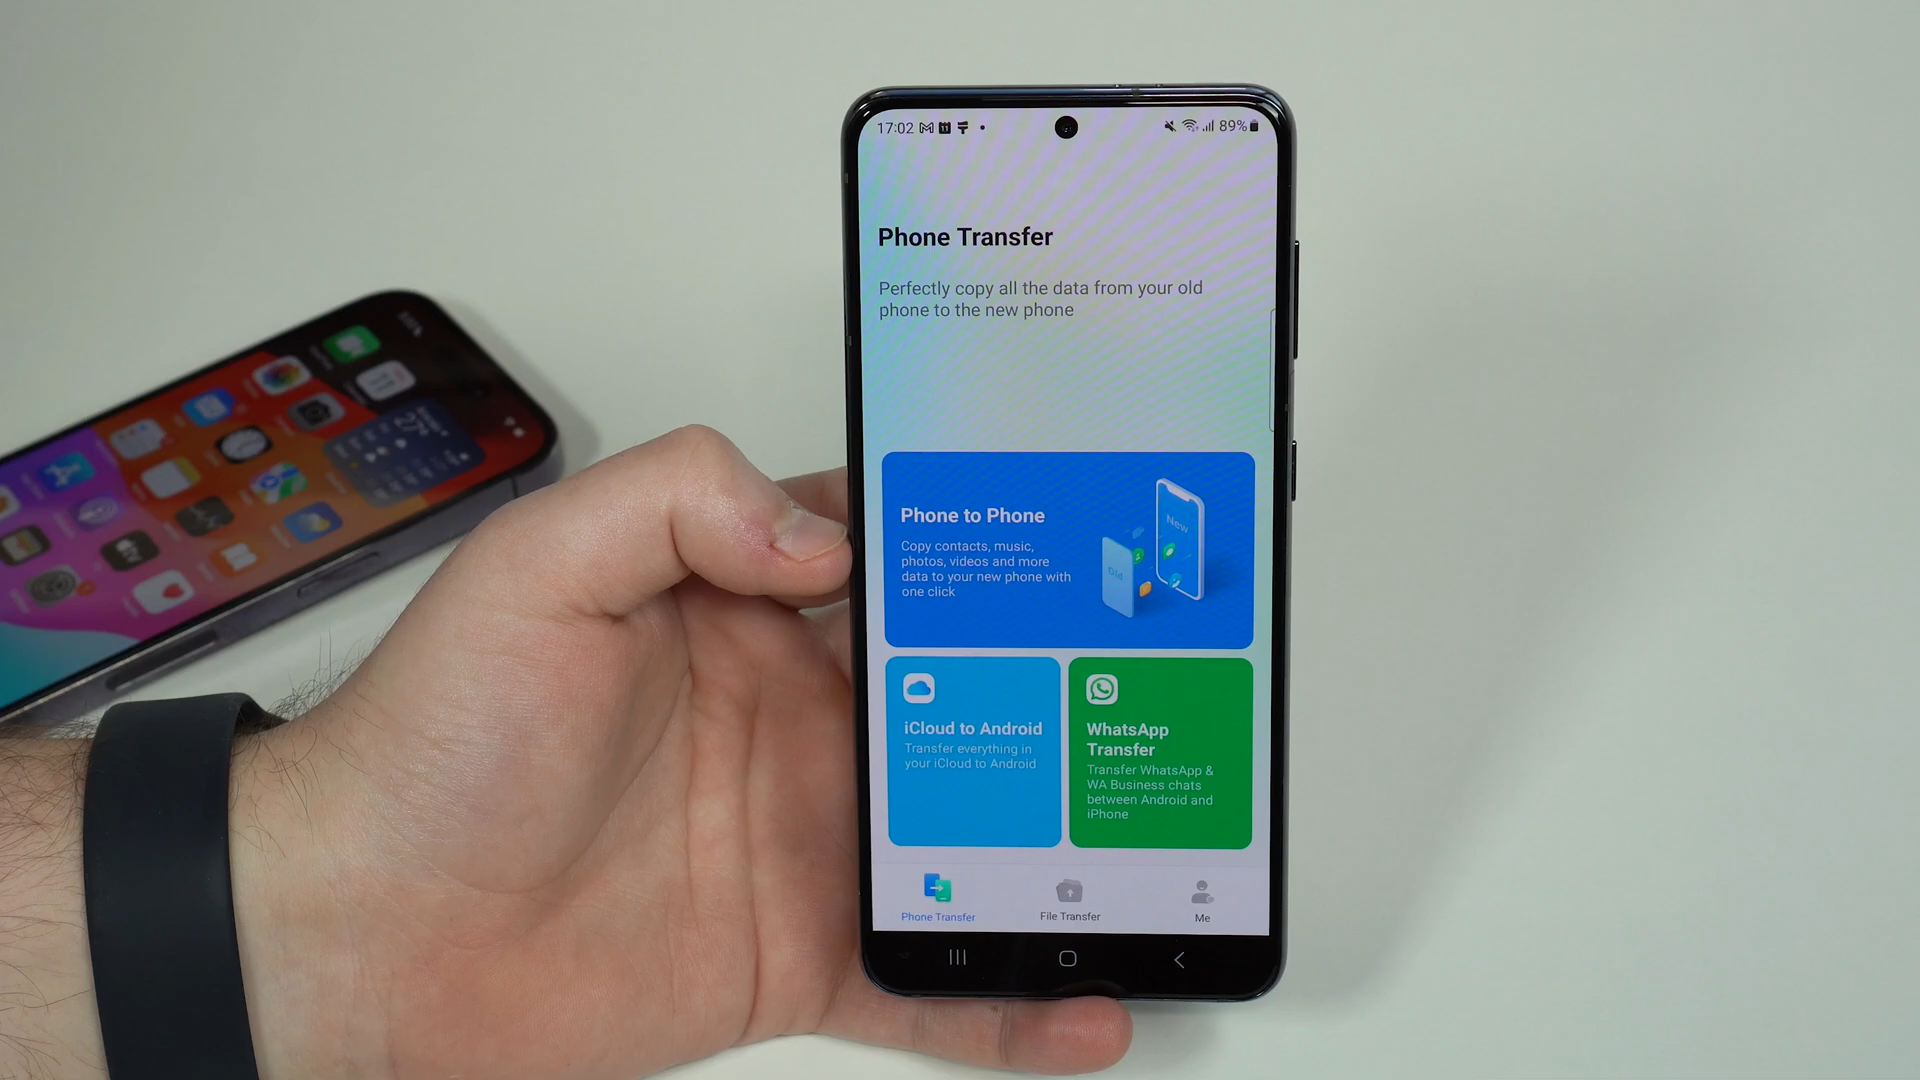 17:02
89%
Phone Transfer
Perfectly copy all the data from your old
phone to the new phone
Phone to Phone
Copy contacts, music,
photos, videos and more
data to your new phone with
one click
Old
New
iCloud to Android
Transfer everything in
your iCloud to Android
WhatsApp
Transfer
Transfer WhatsApp &
WA Business chats
between Android and
iPhone
Phone Transfer
File Transfer
Me